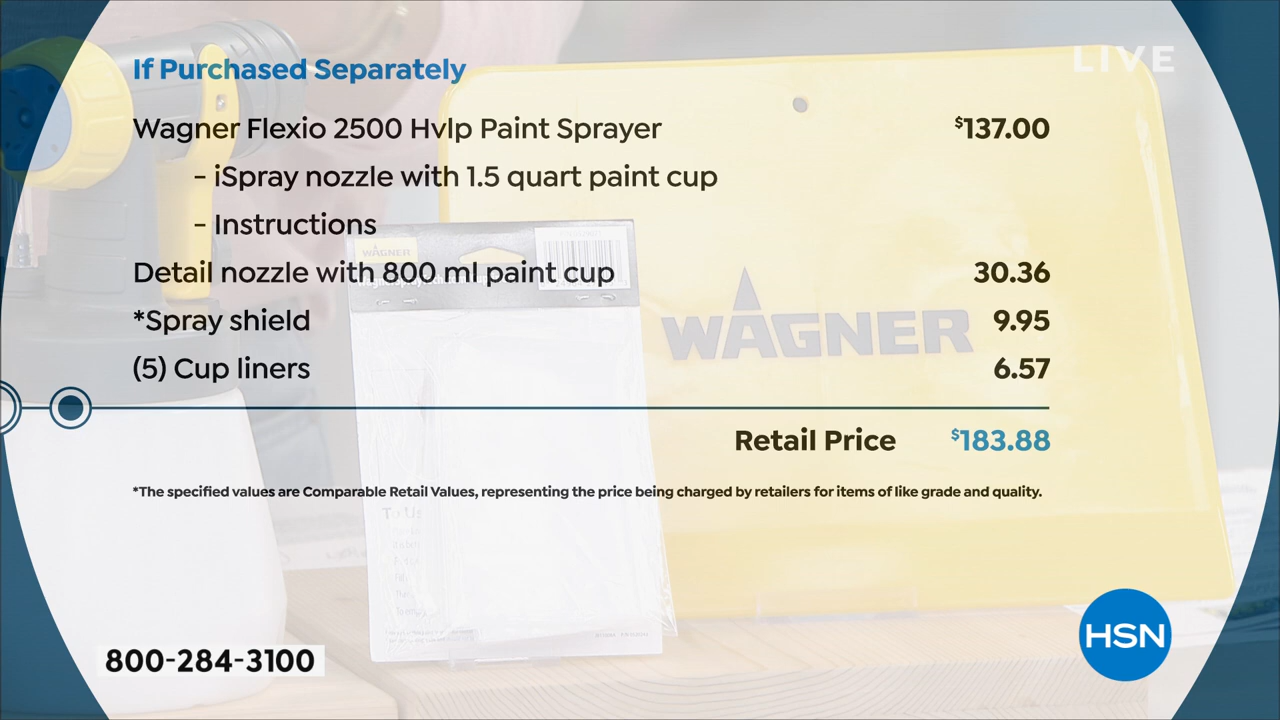 LIVE
If Purchased Separately
Wagner Flexio 2500 Hvlp Paint Sprayer $137.00
- iSpray nozzle with 1.5 quart paint cup
- Instructions
Detail nozzle with 800 ml paint cup 30.36
*Spray shield 9.95
(5) Cup liners 6.57
Retail Price $183.88
*The specified values are Comparable Retail Values, representing the price being charged by retailers for items of like grade and quality.
WAGNER
WAGNER
800-284-3100
HSN